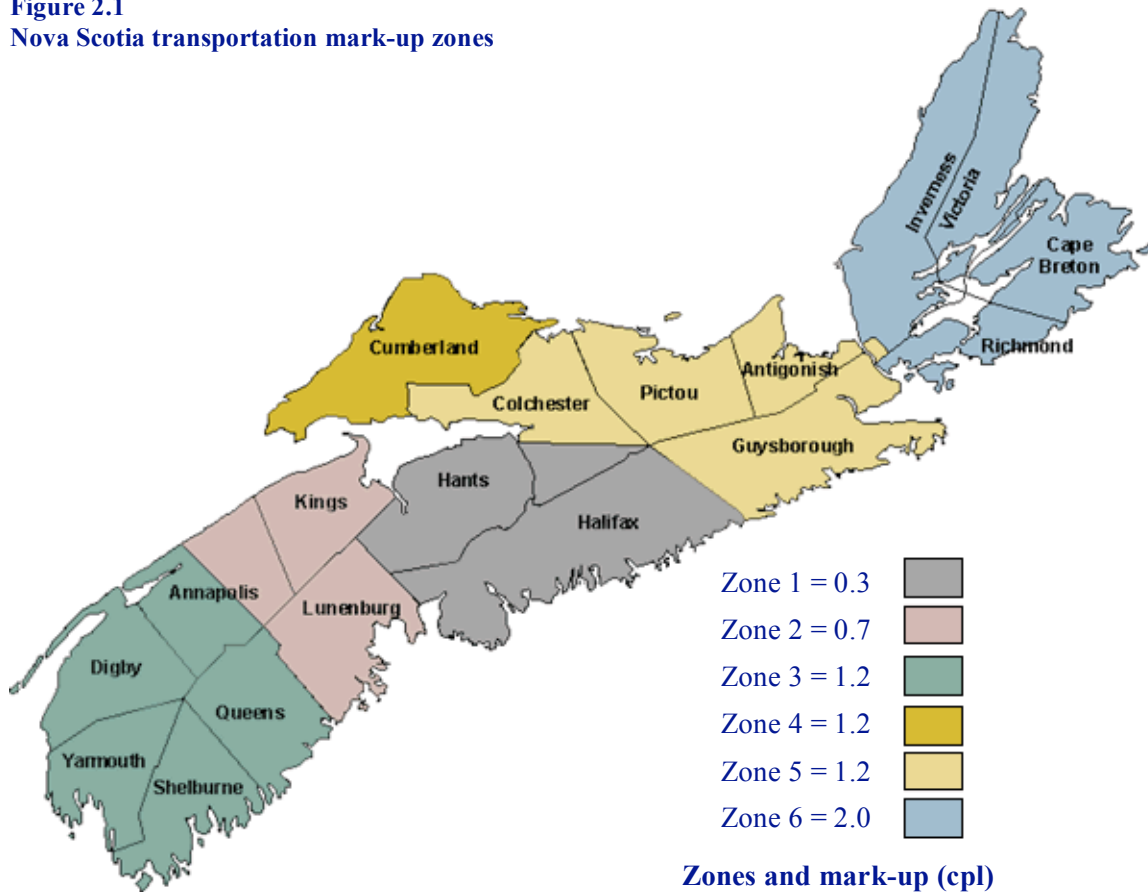 Figure 2.1
Nova Scotia transportation mark-up zones
Inverness
Victoria
Cape
Breton
Richmond
Cumberland
Antigonish
Pictou
Colchester
Guysborough
Hants
Kings
Halifax
Annapolis
Lunenburg
Digby
Queens
Yarmouth
Shelburne
Zone 1 = 0.3
Zone 2 = 0.7
Zone 3 = 1.2
Zone 4 = 1.2
Zone 5 = 1.2
Zone 6 = 2.0
Zones and mark-up (cpl)